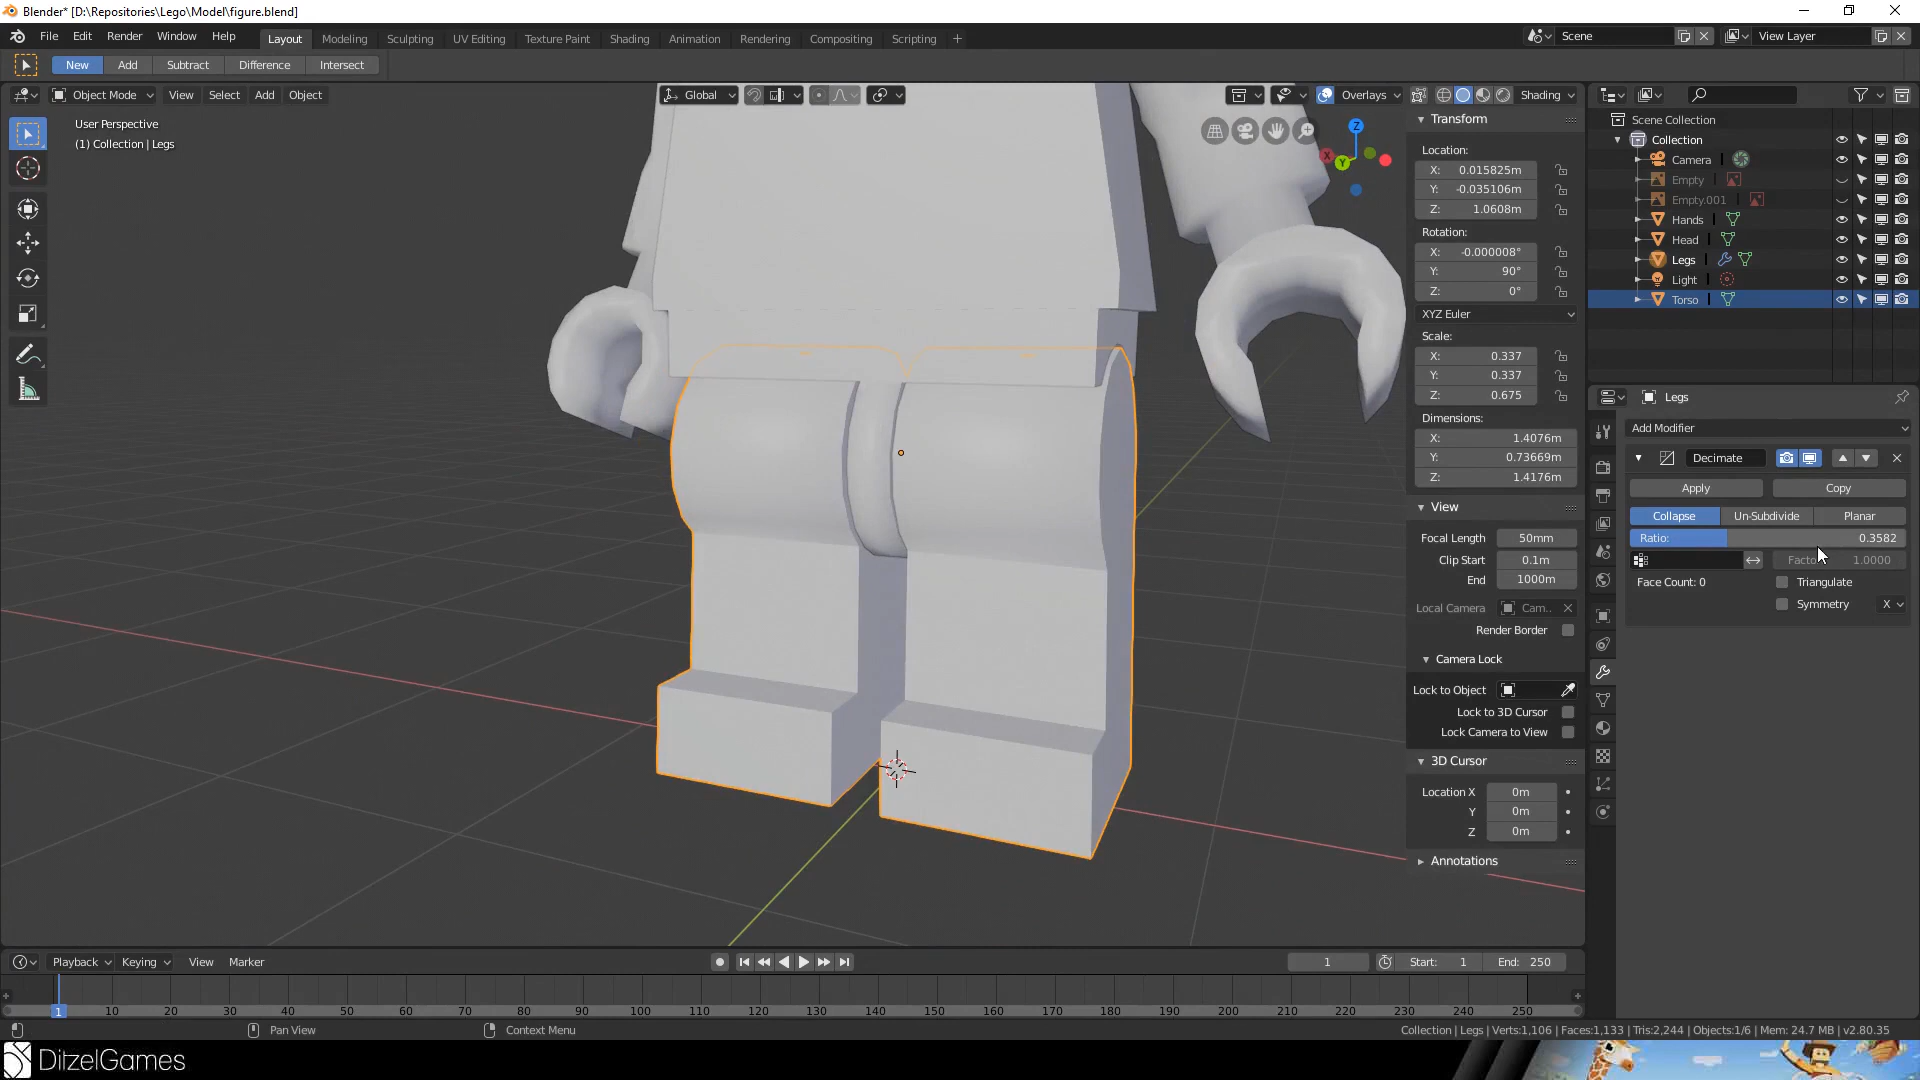 Blender* [D:\Repositories\Lego\Model\figure.blend]
File Edit Render Window Help Layout Modeling Sculpting UV Editing Texture Paint Shading Animation Rendering Compositing Scripting + Scene View Layer
New Add Subtract Difference Intersect
Object Mode View Select Add Object Global Overlays Shading
User Perspective
(1) Collection | Legs
Z
X
Y
Transform
Location:
X: 0.015825m
Y: -0.035106m
Z: 1.0608m
Rotation:
X: -0.000008°
Y: 90°
Z: 0°
XYZ Euler
Scale:
X: 0.337
Y: 0.337
Z: 0.675
Dimensions:
X: 1.4076m
Y: 0.73669m
Z: 1.4176m
View
Focal Length 50mm
Clip Start 0.1m
End 1000m
Local Camera Cam..
Render Border
Camera Lock
Lock to Object
Lock to 3D Cursor
Lock Camera to View
3D Cursor
Location X 0m
Y 0m
Z 0m
Annotations
Scene Collection
Collection
Camera
Empty
Empty.001
Hands
Head
Legs
Light
Torso
Legs
Add Modifier
Decimate
Apply Copy
Collapse Un-Subdivide Planar
Ratio: 0.3582
Facto 1.0000
Face Count: 0 Triangulate
Symmetry X
Playback Keying View Marker 1 Start: 1 End: 250
1 10 20 30 40 50 60 70 80 90 100 110 120 130 140 150 160 170 180 190 200 210 220 230 240 250
Pan View Context Menu Collection | Legs | Verts:1,106 | Faces:1,133 | Tris:2,244 | Objects:1/6 | Mem: 24.7 MB | v2.80.35
DitzelGames